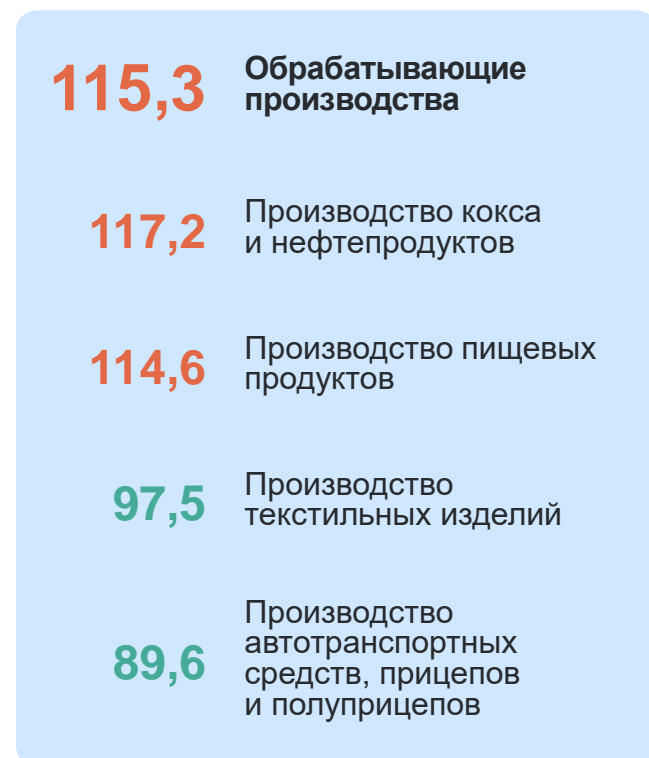 115,3 Обрабатывающие
производства
117,2 Производство кокса
и нефтепродуктов
114,6 Производство пищевых
продуктов
97,5 Производство
текстильных изделий
89,6 Производство
автотранспортных
средств, прицепов
и полуприцепов